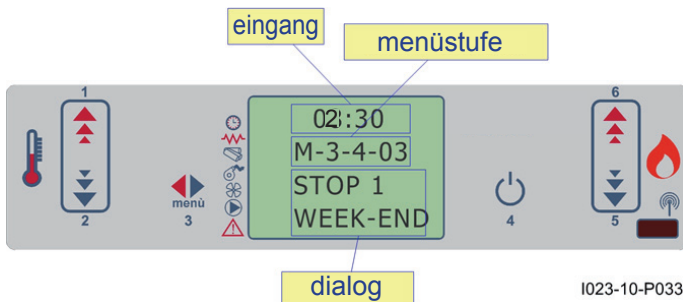 eingang
menüstufe
1
6
M-3-4-03
STOP 1
WEEK-END
menù
2
3
4
5
dialog
I023-10-P033